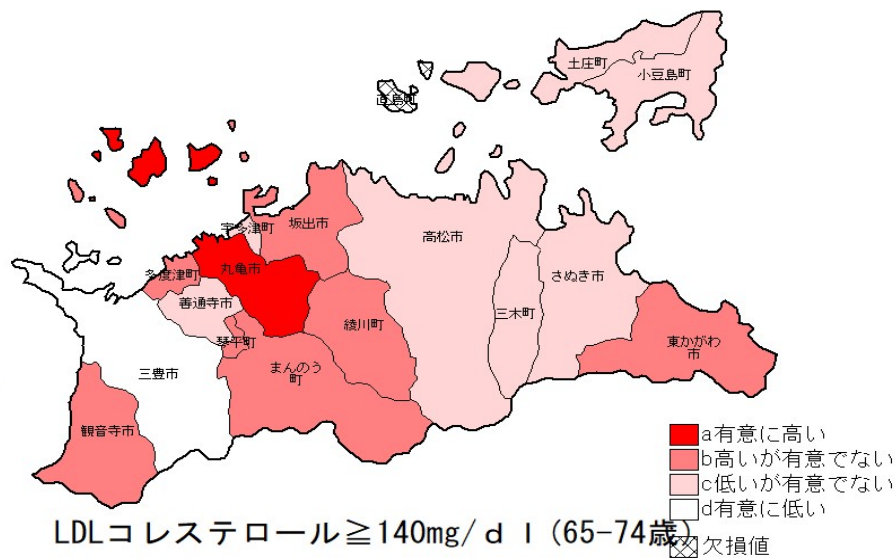 土庄町
小豆島町
直島町
宇多津町
坂出市
高松市
多度津町
丸亀市
さぬき市
善通寺市
綾川町
三木町
琴平町
東かがわ
市
三豊市
まんのう
町
観音寺市
a有意に高い
b高いが有意でない
c低いが有意でない
d有意に低い
欠損値
LDLコレステロール≧140mg/ｄｌ(65-74歳)